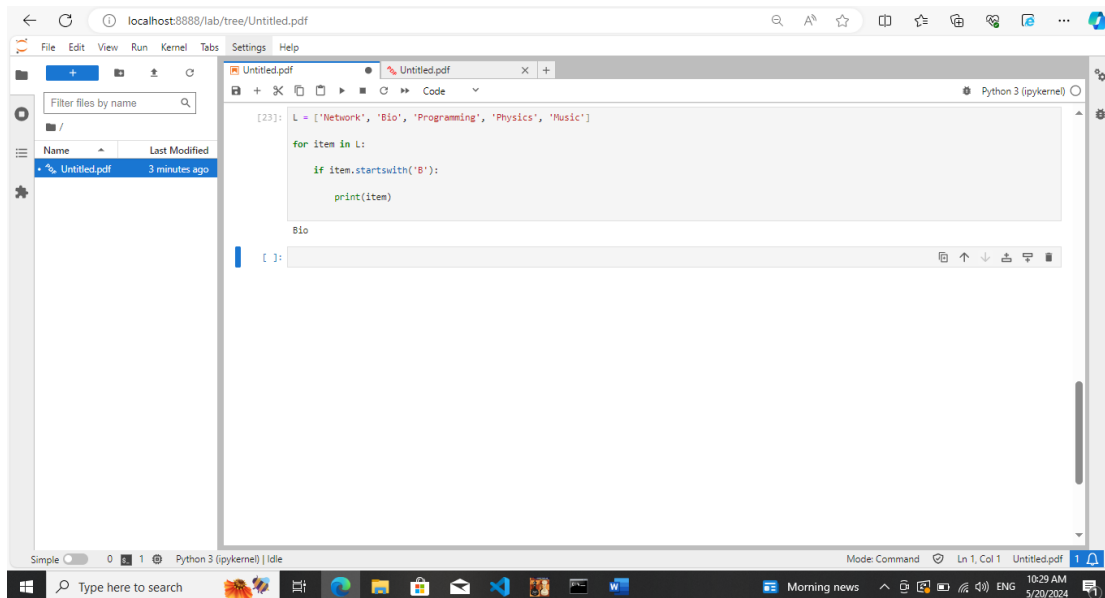 localhost:8888/lab/tree/Untitled.pdf
File Edit View Run Kernel Tabs Settings Help
Untitled.pdf
Untitled.pdf
Code
Python 3 (ipykernel)
Filter files by name
/
Name Last Modified
Untitled.pdf 3 minutes ago
[23]: L = ['Network', 'Bio', 'Programming', 'Physics', 'Music']
for item in L:
if item.startswith('B'):
print(item)
Bio
[ ]:
Simple 0 1 Python 3 (ipykernel) | Idle
Mode: Command Ln 1, Col 1 Untitled.pdf 1
Type here to search
Morning news
ENG
10:29 AM
5/20/2024